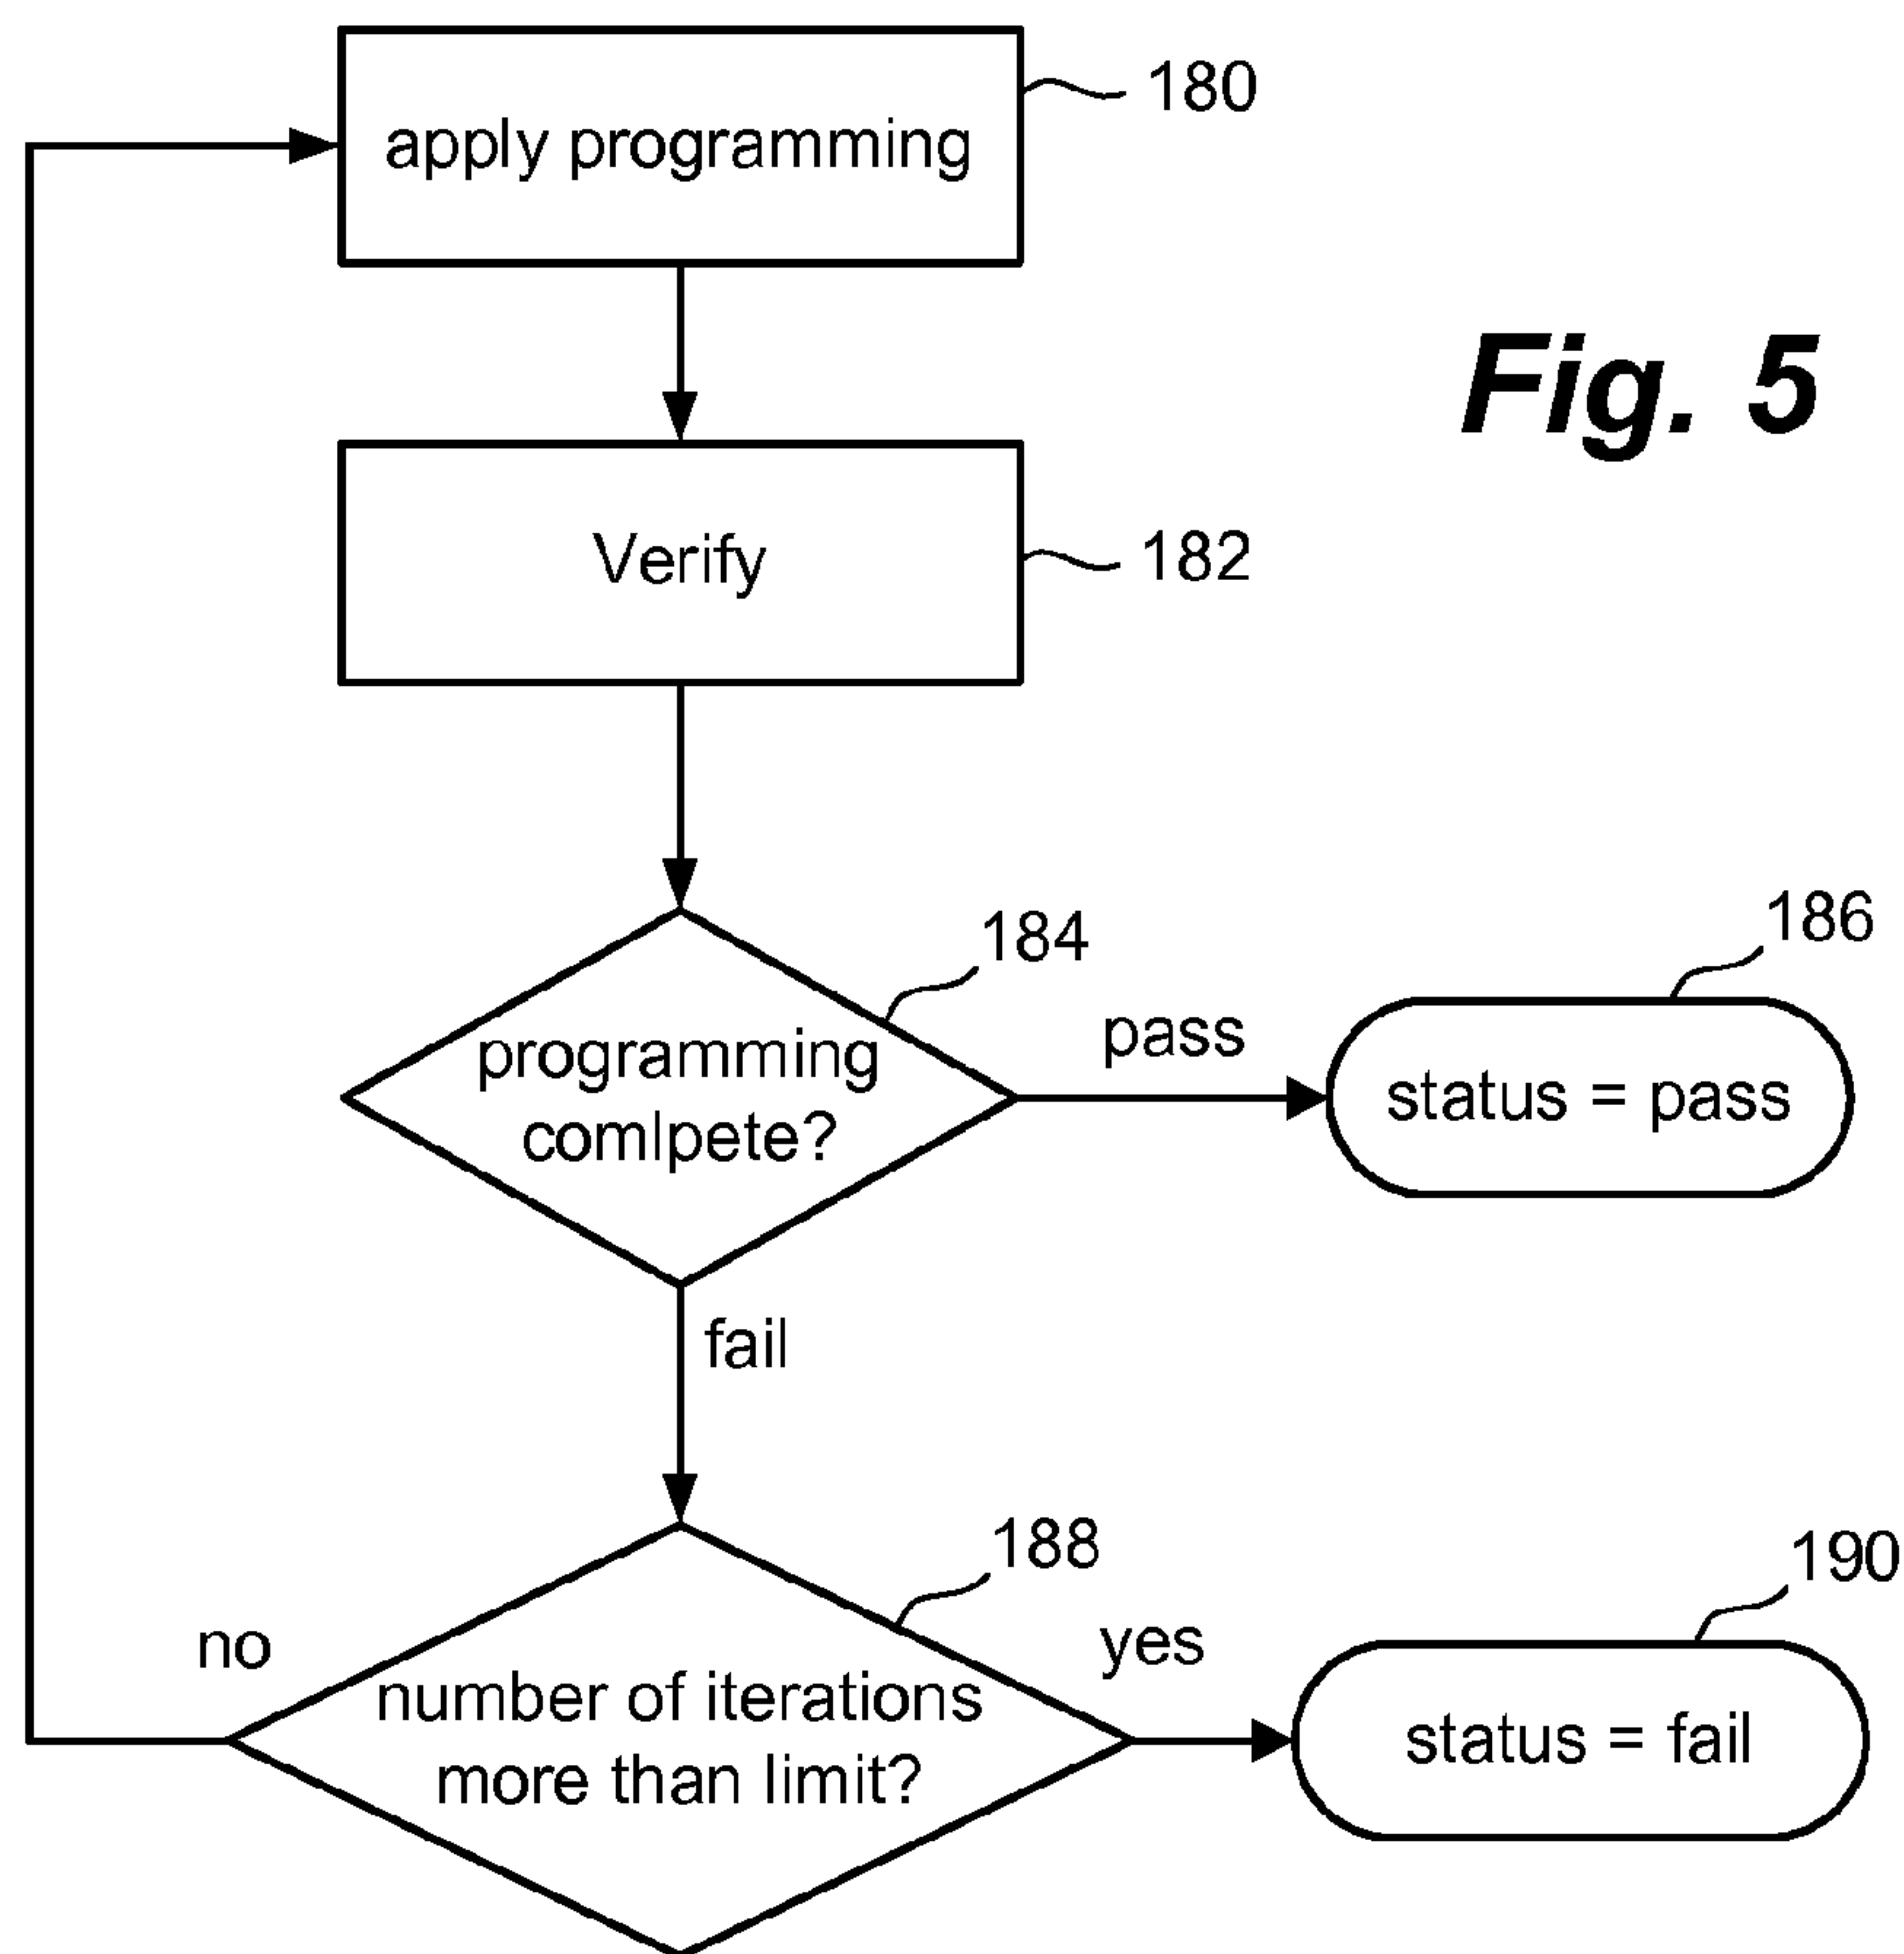 180
apply programming
Fig. 5
Verify
182
184
186
programming
comlpete?
pass
status = pass
fail
188
190
no
number of iterations
more than limit?
yes
status = fail